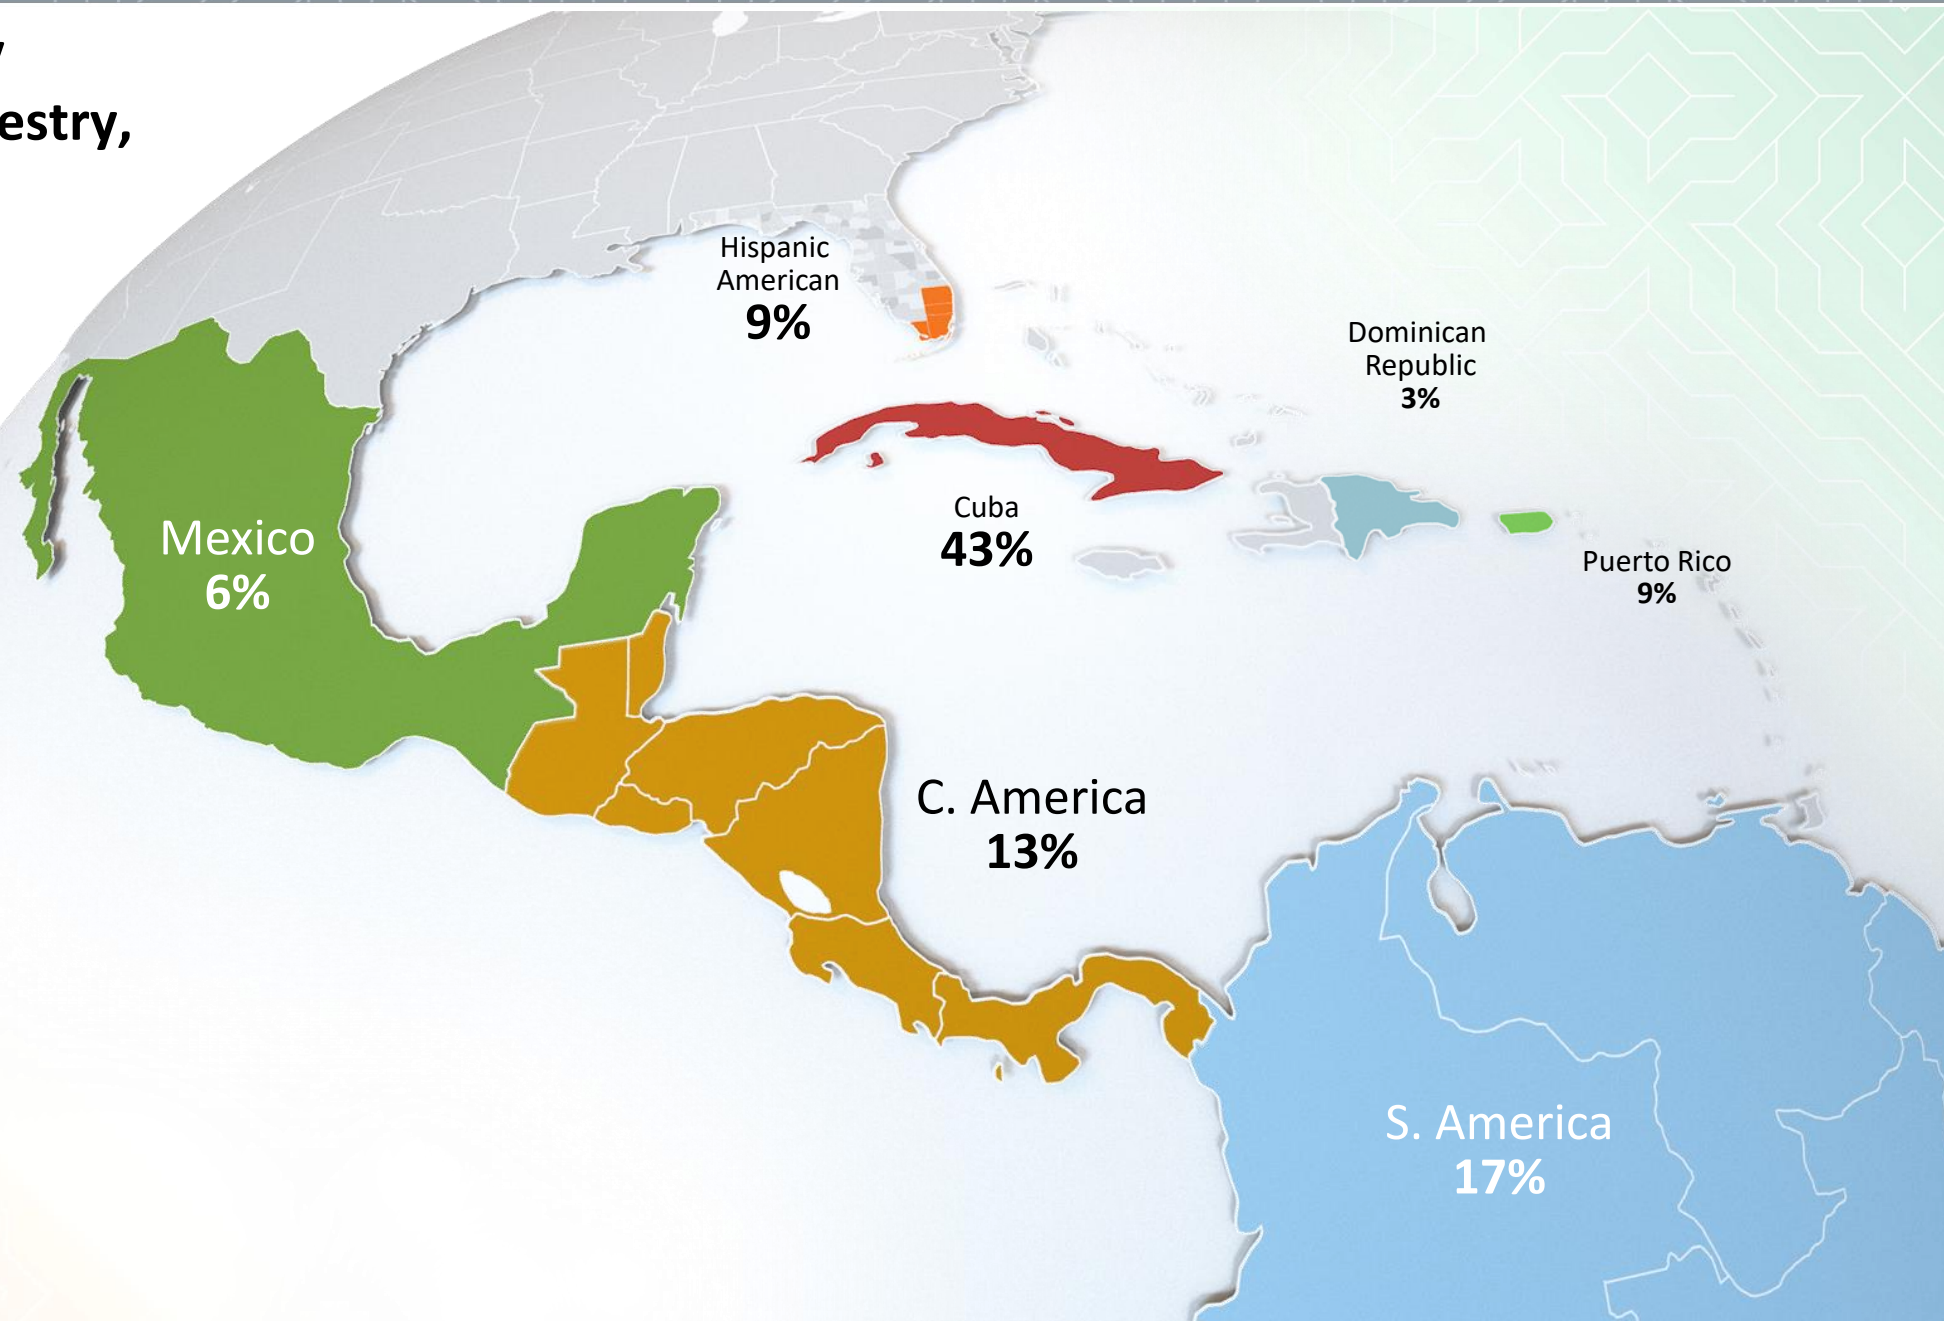 estry,
Hispanic
American
9%
Dominican
Republic
3%
Cuba
43%
Mexico
6%
Puerto Rico
9%
C. America
13%
S. America
17%